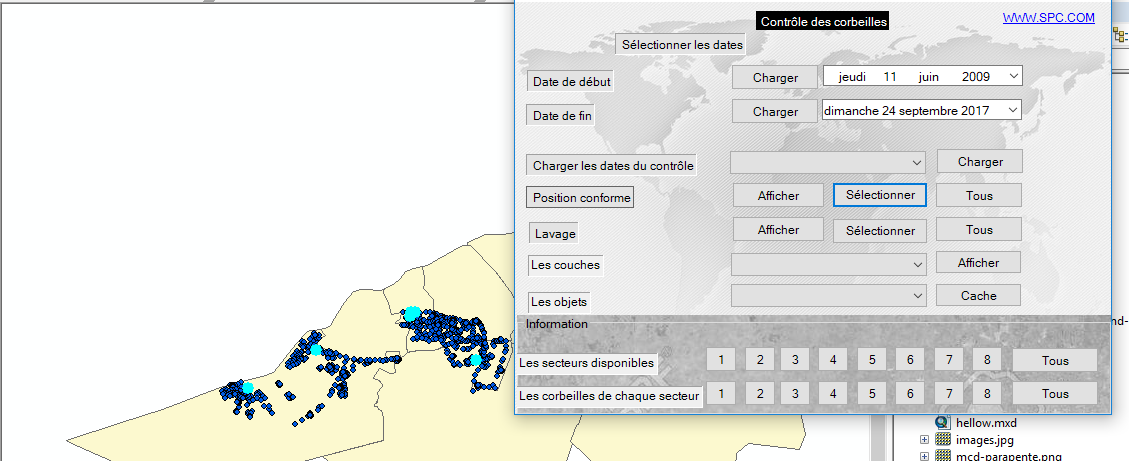 Contrôle des corbeilles
WWW.SPC.COM
Sélectionner les dates
Date de début Charger jeudi 11 juin 2009
Date de fin Charger dimanche 24 septembre 2017
Charger les dates du contrôle Charger
Position conforme Afficher Sélectionner Tous
Lavage Afficher Sélectionner Tous
Les couches Afficher
Les objets Cache
Information
Les secteurs disponibles 1 2 3 4 5 6 7 8 Tous
Les corbeilles de chaque secteur 1 2 3 4 5 6 7 8 Tous
hellow.mxd
images.jpg
mcd-parapente.png